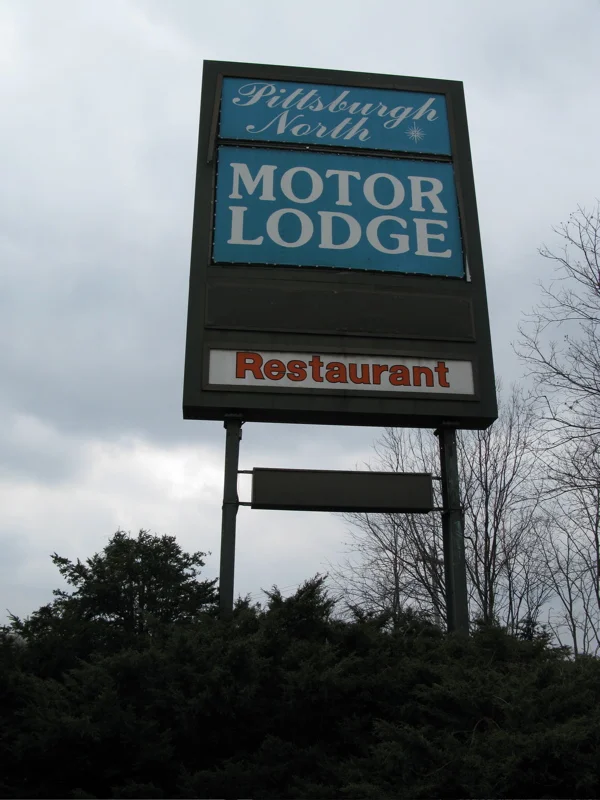 Pittsburgh
North
MOTOR
LODGE
Restaurant